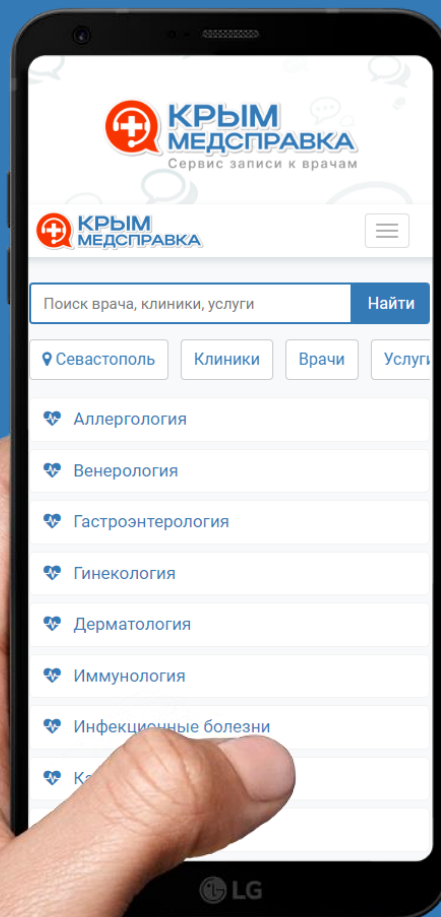 КРЫМ
МЕДСПРАВКА
Сервис записи к врачам
КРЫМ
МЕДСПРАВКА
Поиск врача, клиники, услуги
Найти
Севастополь
Клиники
Врачи
Аллергология
Венерология
Гастроэнтерология
Гинекология
Дерматология
Иммунология
Инфекционные болезни
LG